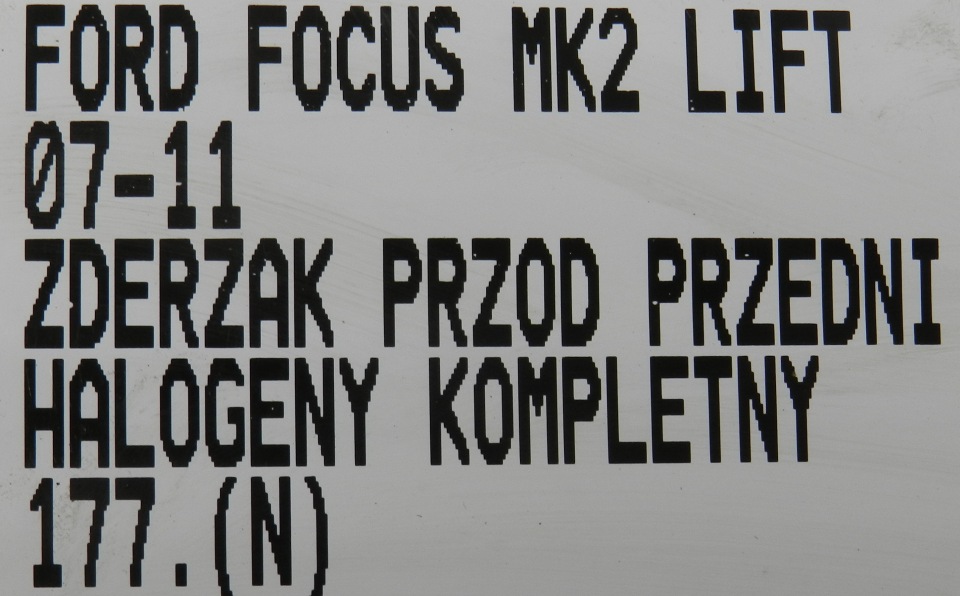 FORD FOCUS MK2 LIFT
07-11
ZDERZAK PRZOD PRZEDNI
HALOGENY KOMPLETNY
177.(N)